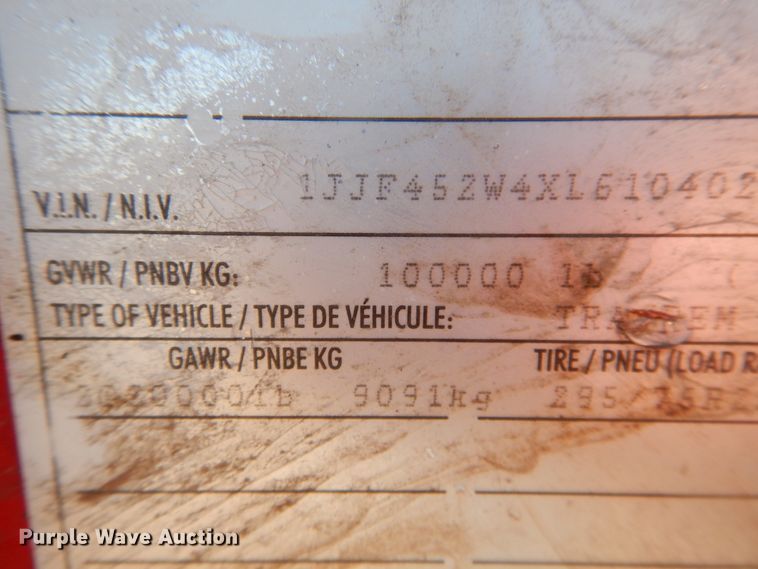 V.I.N. / N.I.V. 1JJF452W4XL610402
GVWR / PNBV KG: 100000 lb
TYPE OF VEHICLE / TYPE DE VÉHICULE:
GAWR / PNBE KG TIRE / PNEU (LOAD
9091kg
Purple Wave Auction